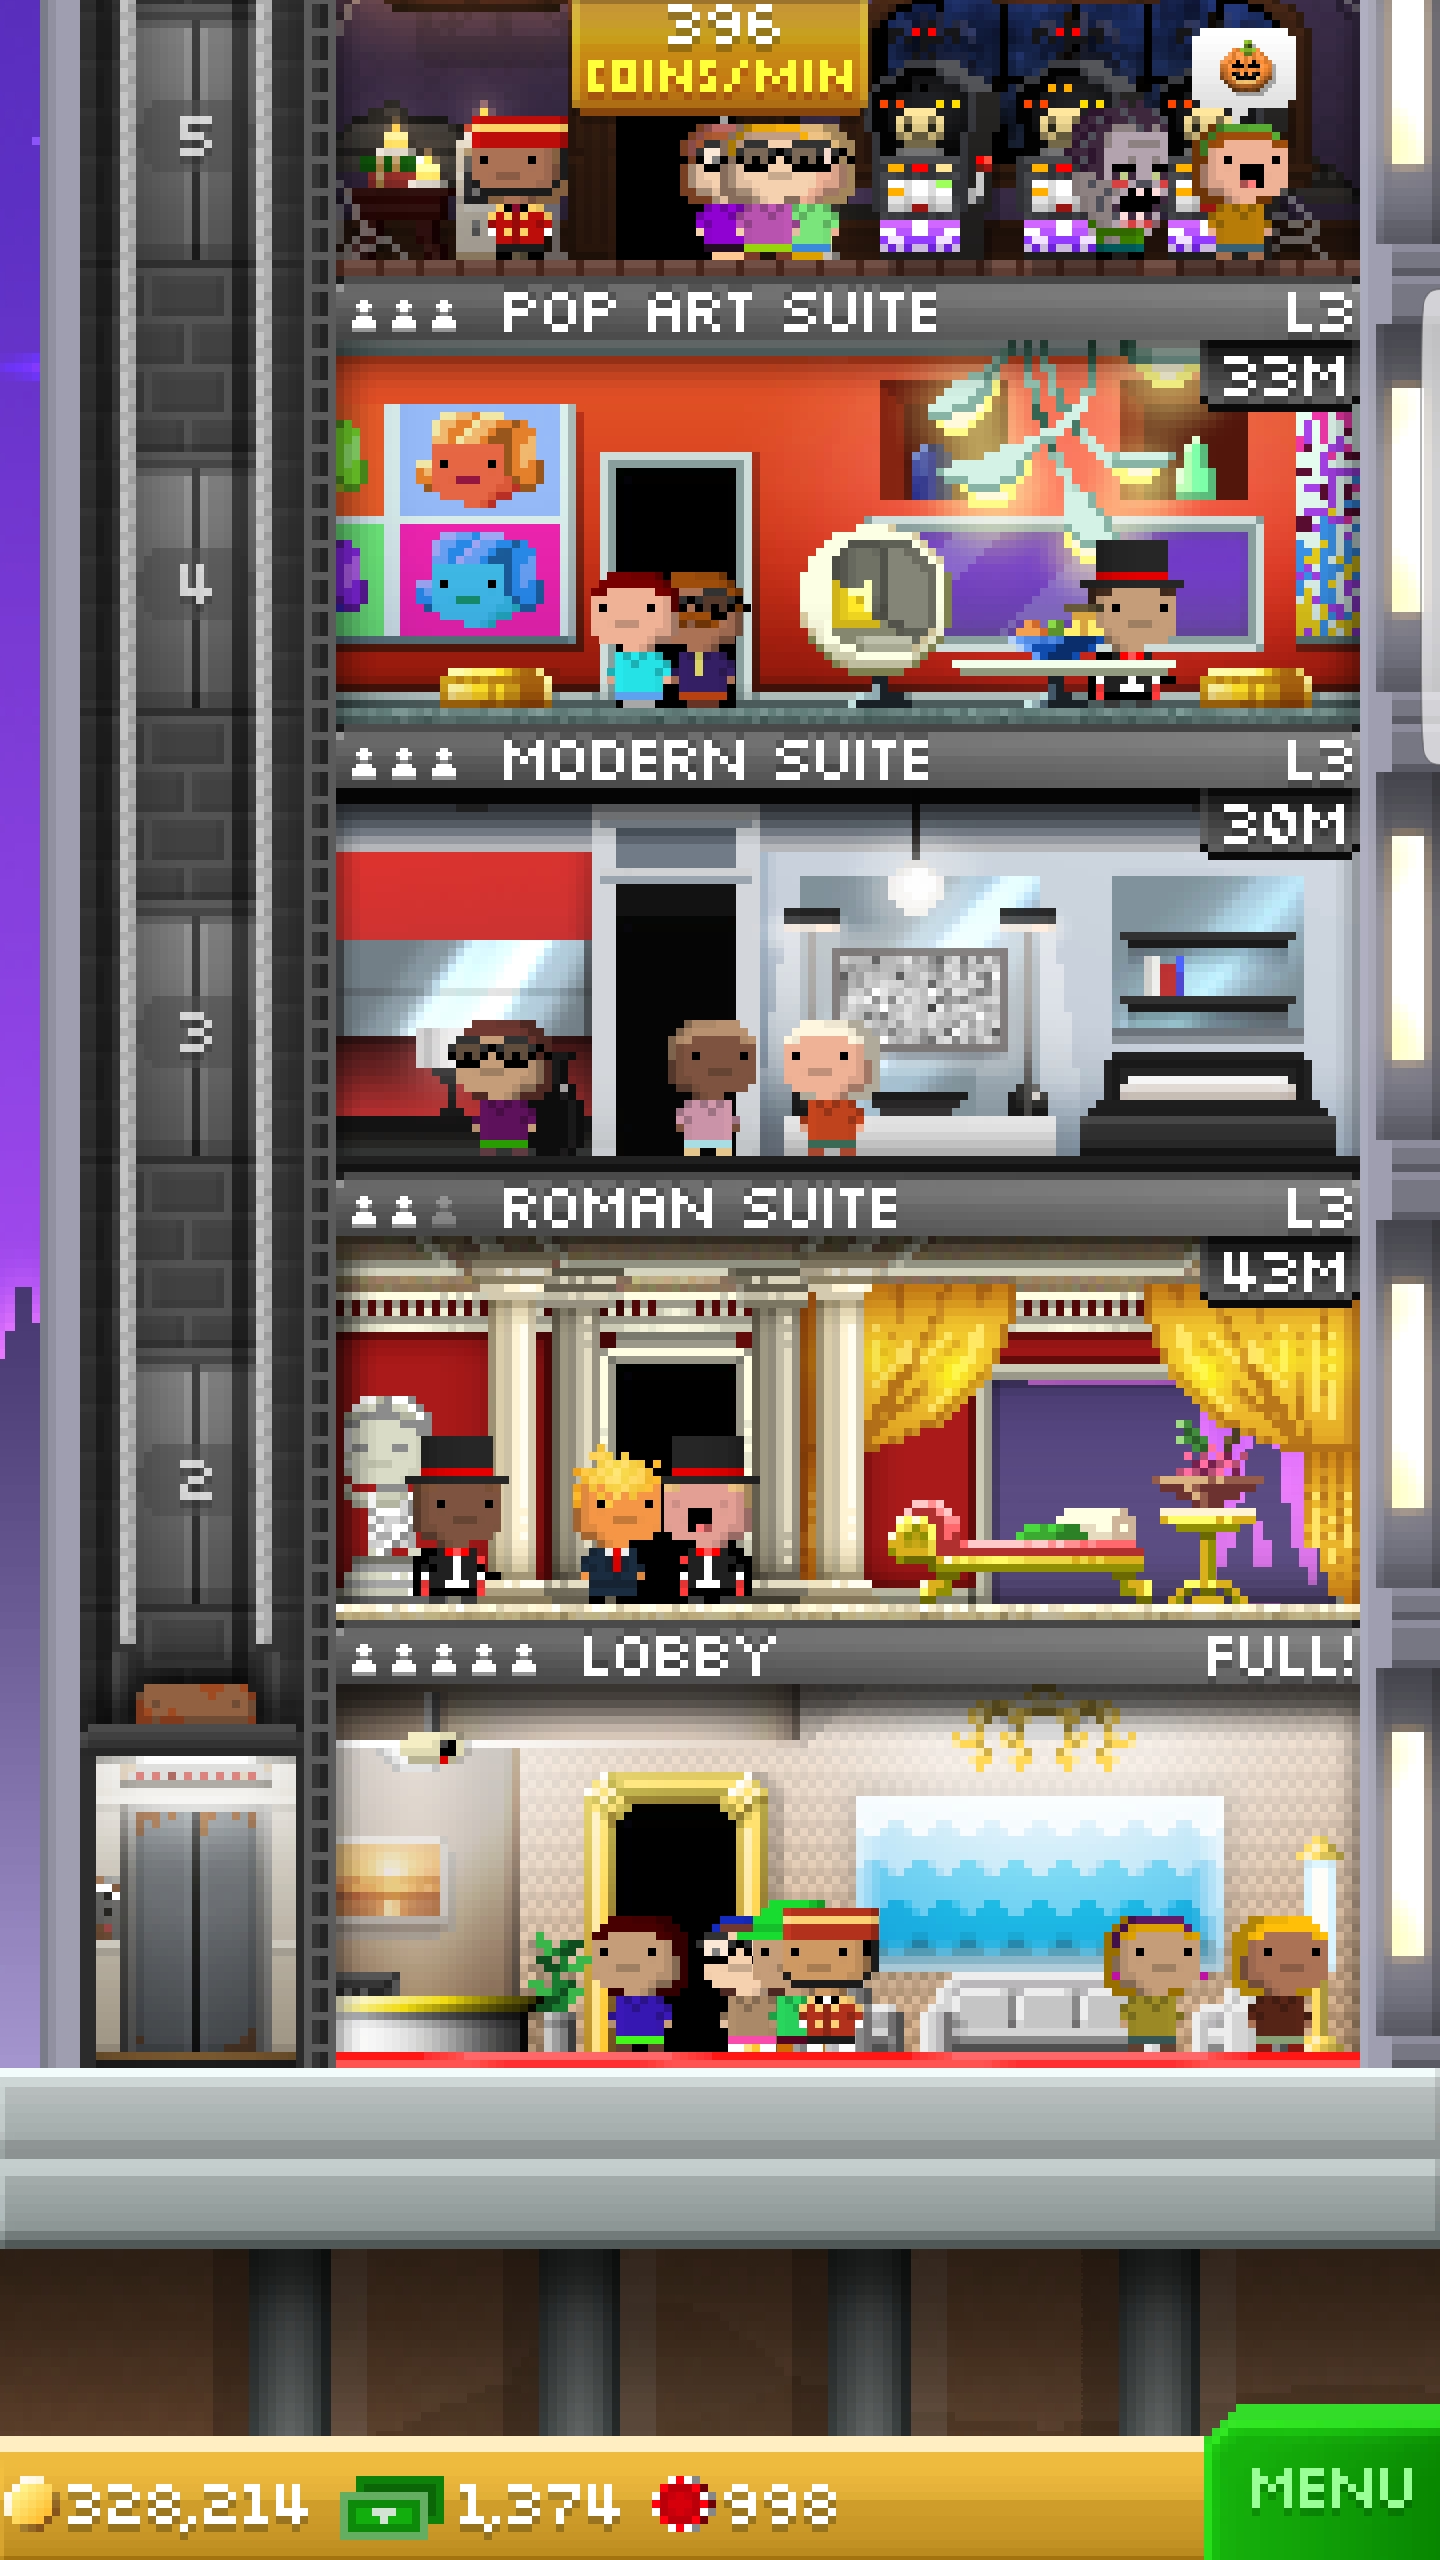 396
COINS/MIN
5
POP ART SUITE L3
33M
4
MODERN SUITE L3
30M
3
ROMAN SUITE L3
43M
2
LOBBY FULL!
328,214 1,374 998
MENU